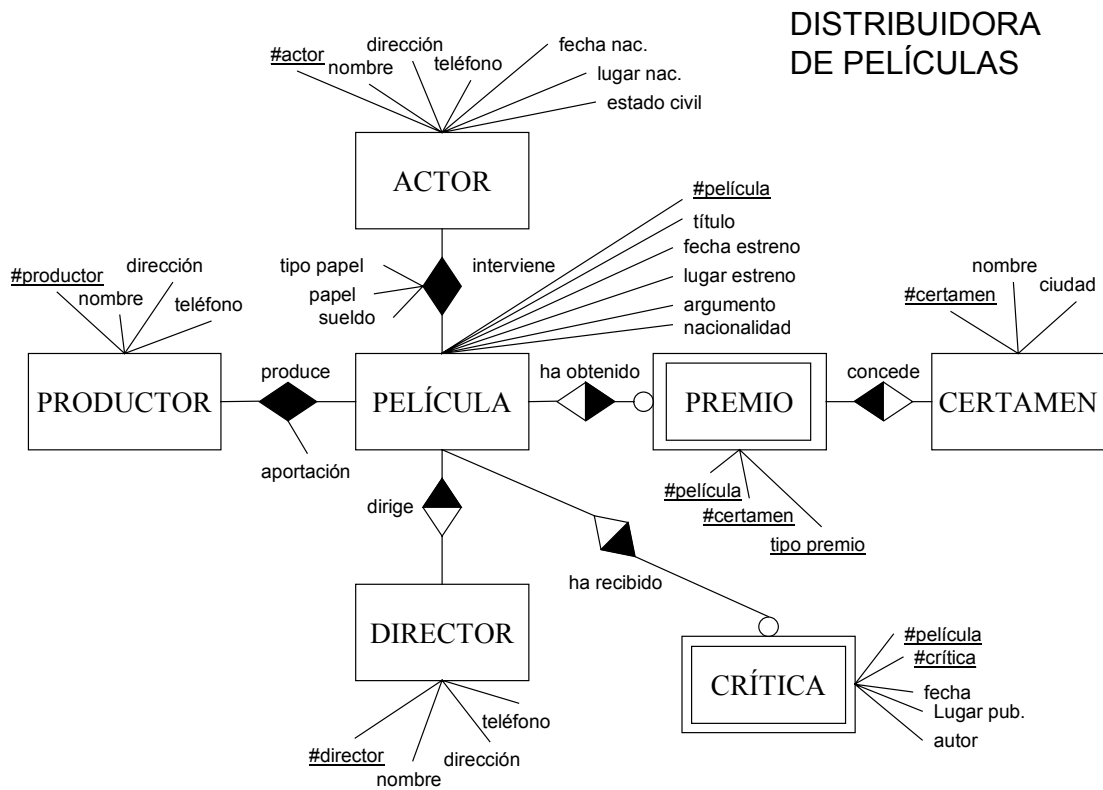 DISTRIBUIDORA
DE PELÍCULAS
#actor
nombre
dirección
teléfono
fecha nac.
lugar nac.
estado civil
ACTOR
tipo papel
papel
sueldo
interviene
#película
título
fecha estreno
lugar estreno
argumento
nacionalidad
#productor
nombre
dirección
teléfono
#certamen
nombre
ciudad
PRODUCTOR
produce
aportación
PELÍCULA
ha obtenido
PREMIO
concede
CERTAMEN
#película
#certamen
tipo premio
dirige
ha recibido
DIRECTOR
#director
nombre
dirección
teléfono
CRÍTICA
#película
#crítica
fecha
Lugar pub.
autor